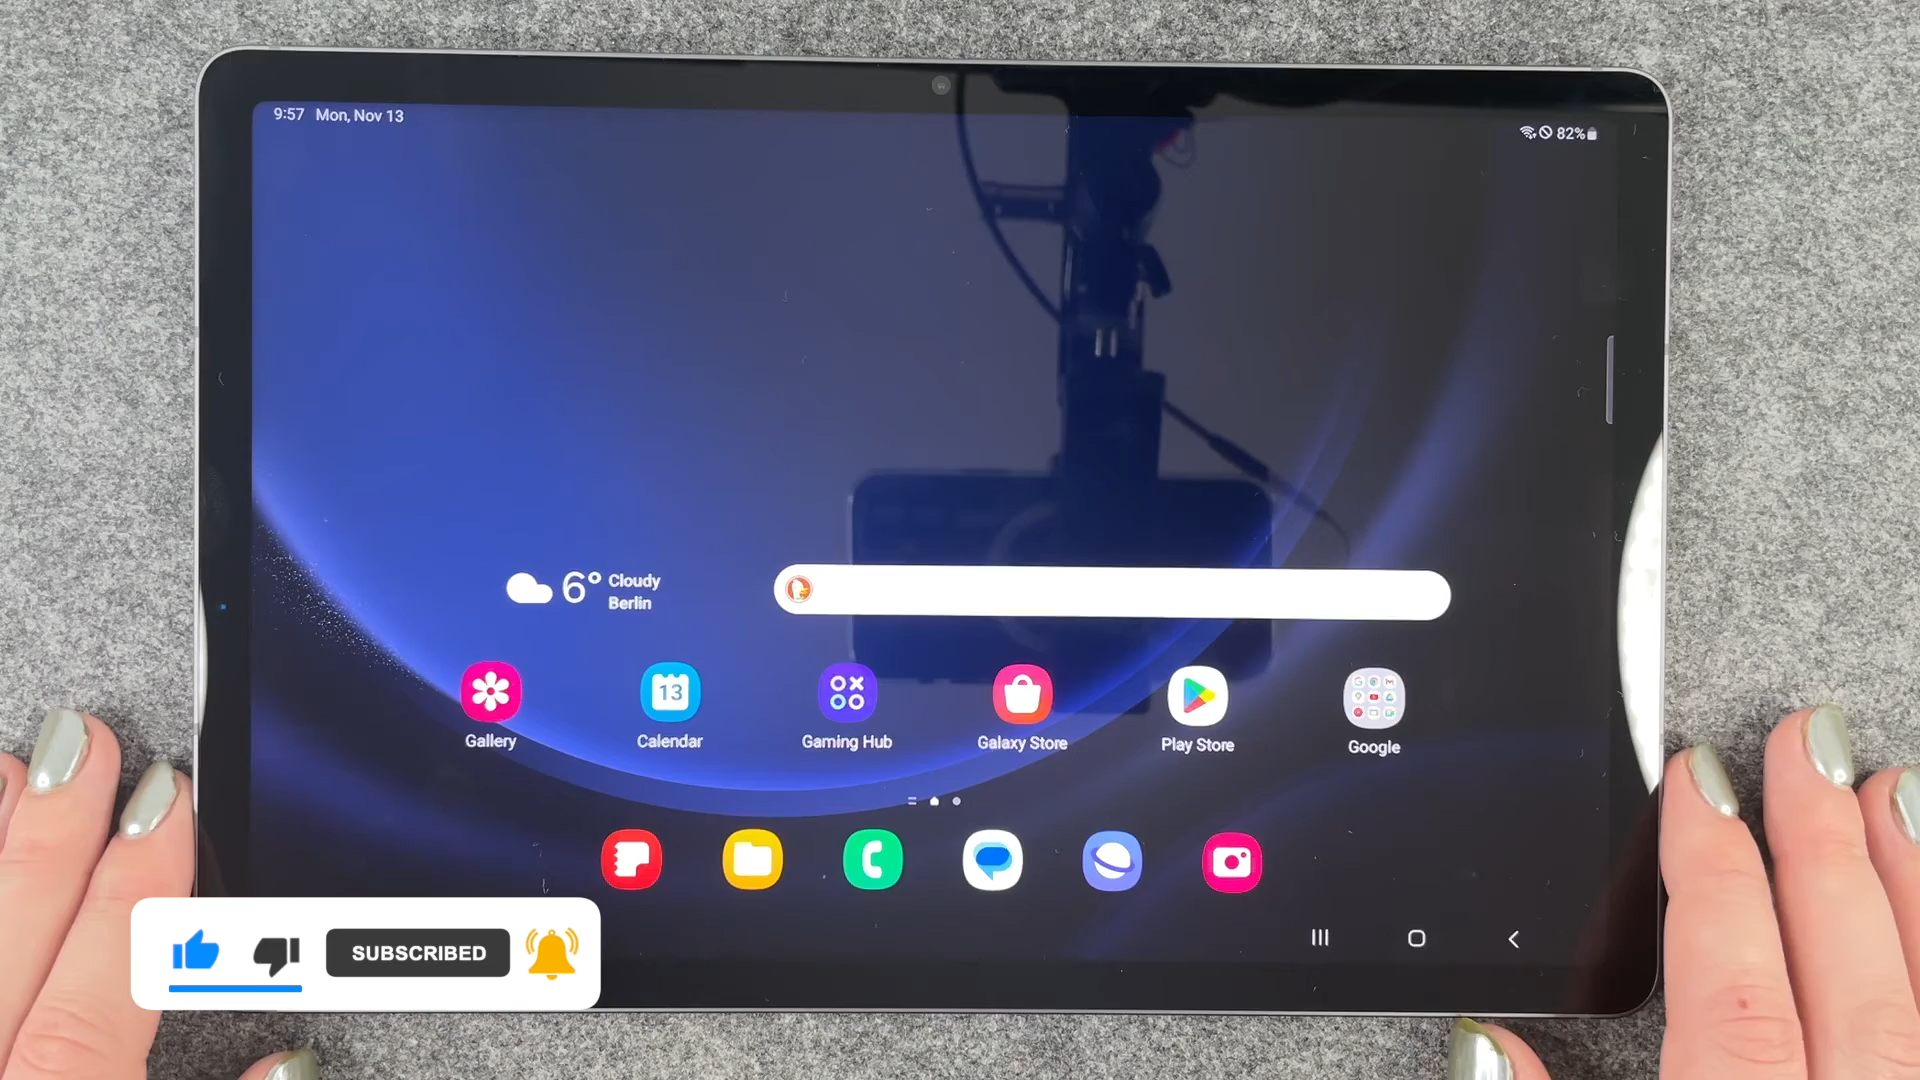 9:57 Mon, Nov 13
82%
6° Cloudy
Berlin
13
Gallery
Calendar
Gaming Hub
Galaxy Store
Play Store
Google
SUBSCRIBED